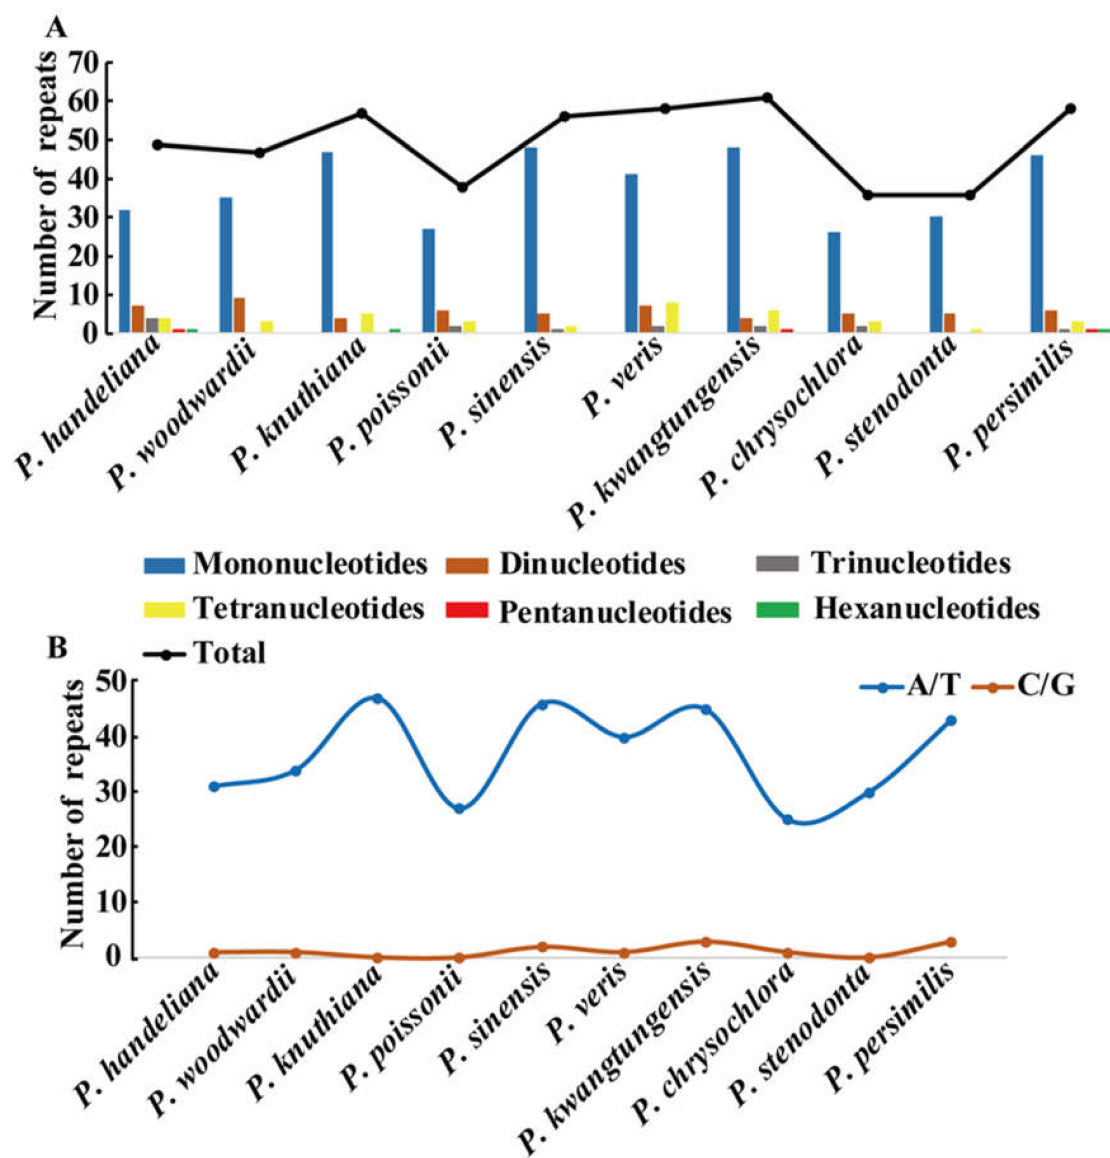 A
Number of repeats
70
60
50
40
30
20
10
0
P. handeliana
P. woodwardii
P. knuthiana
P. poissonii
P. sinensis
P. veris
P. kwangtungensis
P. chrysochlora
P. stenodonta
P. persimilis
Mononucleotides Dinucleotides Trinucleotides
Tetranucleotides Pentanucleotides Hexanucleotides
Total
B
Number of repeats
50
40
30
20
10
0
A/T C/G
P. handeliana
P. woodwardii
P. knuthiana
P. poissonii
P. sinensis
P. veris
P. kwangtungensis
P. chrysochlora
P. stenodonta
P. persimilis